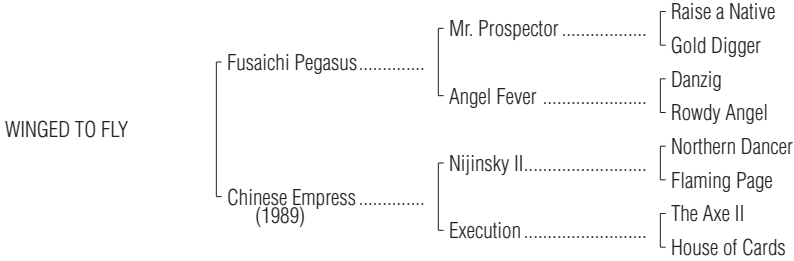 Raise a Native
Mr. Prospector ...................
Gold Digger
Fusaichi Pegasus..............
Danzig
Angel Fever .......................
Rowdy Angel
WINGED TO FLY
Northern Dancer
Nijinsky II...........................
Flaming Page
Chinese Empress ..............
(1989)
The Axe II
Execution ...........................
House of Cards